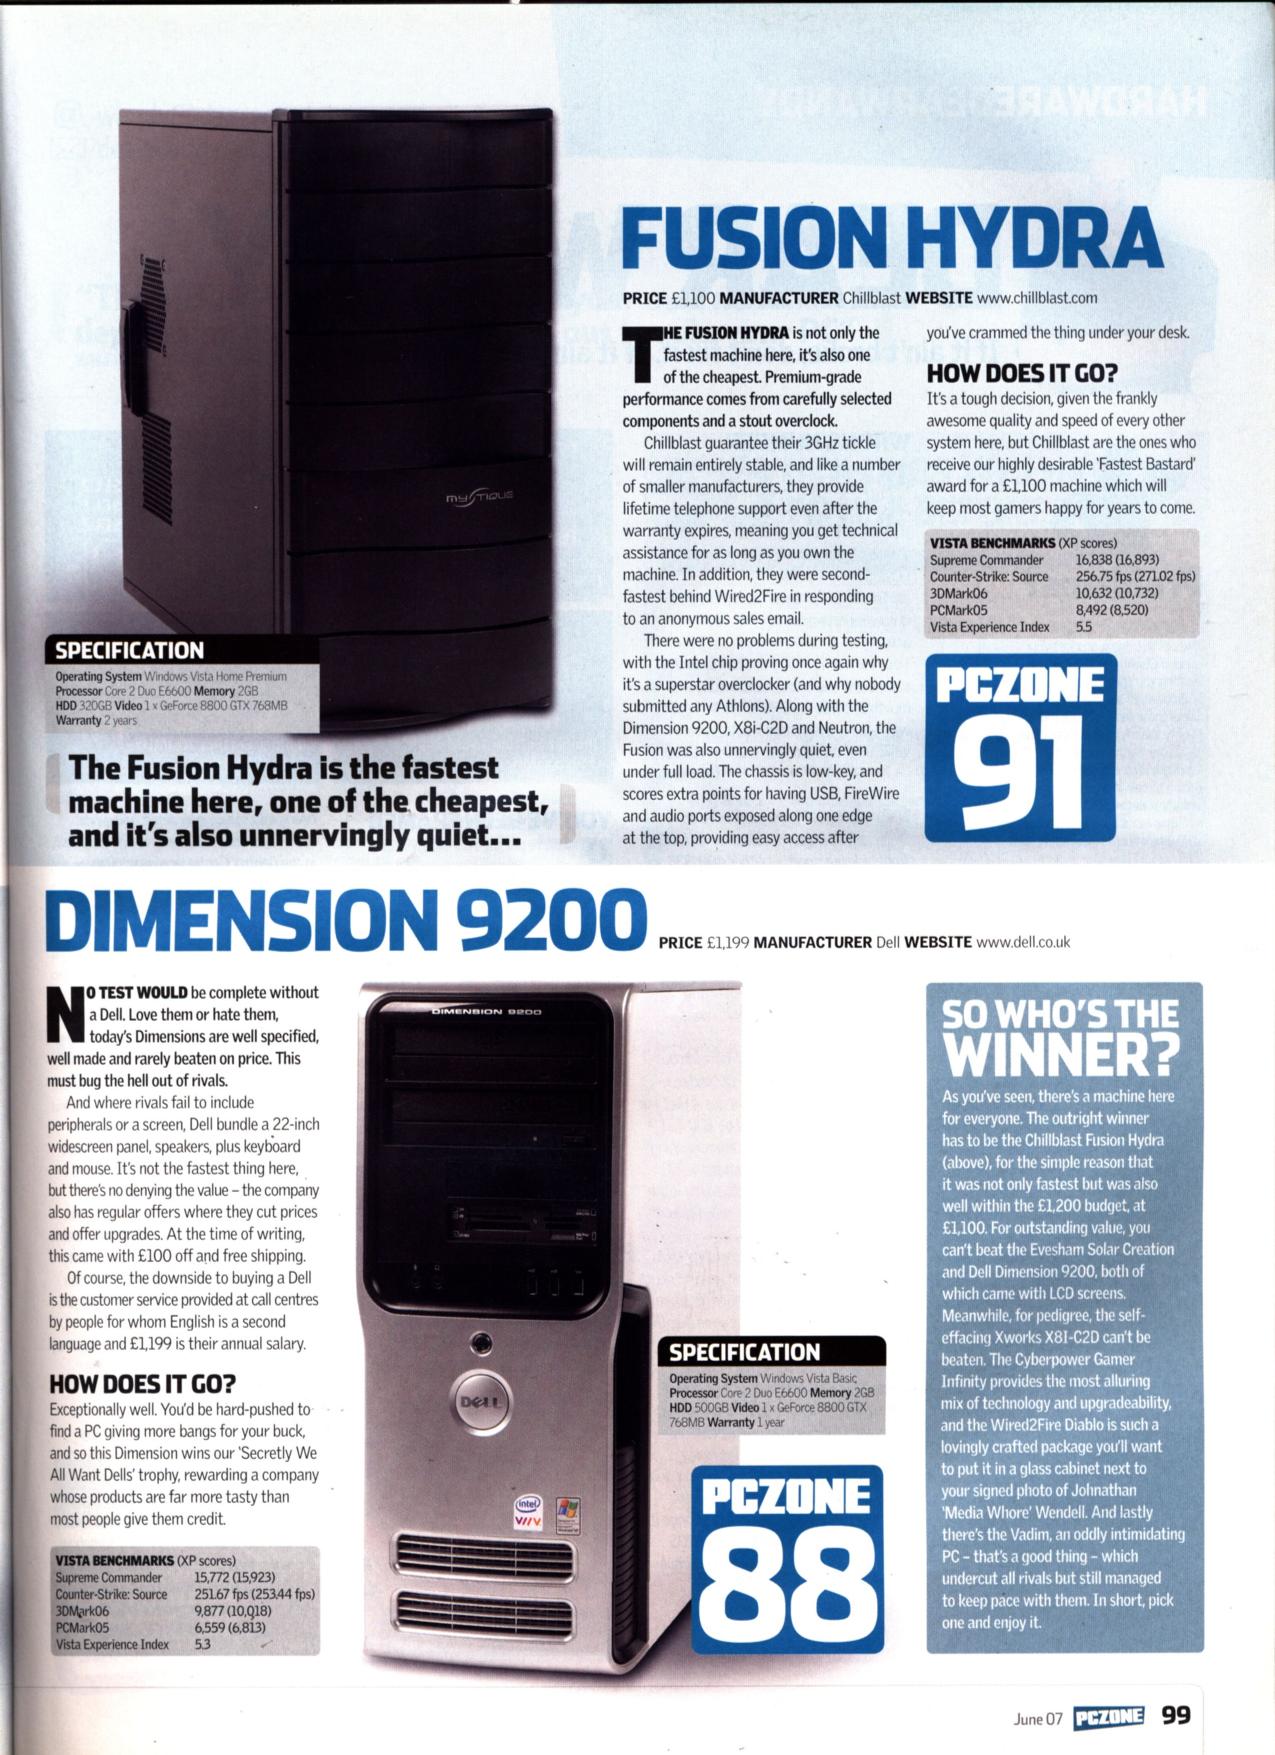 FUSION HYDRA
PRICE £1,100 MANUFACTURER Chillblast WEBSITE www.chillblast.com
THE FUSION HYDRA is not only the
fastest machine here, it's also one
of the cheapest. Premium-grade
performance comes from carefully selected
components and a stout overclock.
Chillblast guarantee their 3GHz tickle
will remain entirely stable, and like a number
of smaller manufacturers, they provide
lifetime telephone support even after the
warranty expires, meaning you get technical
assistance for as long as you own the
machine. In addition, they were second-
fastest behind Wired2Fire in responding
to an anonymous sales email.
There were no problems during testing,
with the Intel chip proving once again why
it's a superstar overclocker (and why nobody
submitted any Athlons). Along with the
Dimension 9200, X8i-C2D and Neutron, the
Fusion was also unnervingly quiet, even
under full load. The chassis is low-key, and
scores extra points for having USB, FireWire
and audio ports exposed along one edge
at the top, providing easy access after
you've crammed the thing under your desk.
HOW DOES IT GO?
It's a tough decision, given the frankly
awesome quality and speed of every other
system here, but Chillblast are the ones who
receive our highly desirable 'Fastest Bastard'
award for a £1,100 machine which will
keep most gamers happy for years to come.
VISTA BENCHMARKS (XP scores)
Supreme Commander 16,838 (16,893)
Counter-Strike: Source 256.75 fps (271.02 fps)
3DMark06 10,632 (10,732)
PCMark05 8,492 (8,520)
Vista Experience Index 5.5
PCZONE
91
MYSTIQUE
SPECIFICATION
Operating System Windows Vista Home Premium
Processor Core 2 Duo E6600 Memory 2GB
HDD 320GB Video 1 x GeForce 8800 GTX 768MB
Warranty 2 years
The Fusion Hydra is the fastest
machine here, one of the cheapest,
and it's also unnervingly quiet...
DIMENSION 9200
PRICE £1,199 MANUFACTURER Dell WEBSITE www.dell.co.uk
NO TEST WOULD be complete without
a Dell. Love them or hate them,
today's Dimensions are well specified,
well made and rarely beaten on price. This
must bug the hell out of rivals.
And where rivals fail to include
peripherals or a screen, Dell bundle a 22-inch
widescreen panel, speakers, plus keyboard
and mouse. It's not the fastest thing here,
but there's no denying the value – the company
also has regular offers where they cut prices
and offer upgrades. At the time of writing,
this came with £100 off and free shipping.
Of course, the downside to buying a Dell
is the customer service provided at call centres
by people for whom English is a second
language and £1,199 is their annual salary.
HOW DOES IT GO?
Exceptionally well. You'd be hard-pushed to
find a PC giving more bangs for your buck,
and so this Dimension wins our 'Secretly We
All Want Dells' trophy, rewarding a company
whose products are far more tasty than
most people give them credit.
VISTA BENCHMARKS (XP scores)
Supreme Commander 15,772 (15,923)
Counter-Strike: Source 251.67 fps (253.44 fps)
3DMark06 9,877 (10,018)
PCMark05 6,559 (6,813)
Vista Experience Index 5.3
DIMENSION 9200
DELL
intel
VIIV
SPECIFICATION
Operating System Windows Vista Basic
Processor Core 2 Duo E6600 Memory 2GB
HDD 500GB Video 1 x GeForce 8800 GTX
768MB Warranty 1 year
PCZONE
88
SO WHO'S THE
WINNER?
As you've seen, there's a machine here
for everyone. The outright winner
has to be the Chillblast Fusion Hydra
(above), for the simple reason that
it was not only fastest but was also
well within the £1,200 budget, at
£1,100. For outstanding value, you
can't beat the Evesham Solar Creation
and Dell Dimension 9200, both of
which came with LCD screens.
Meanwhile, for pedigree, the self-
effacing Xworks X8I-C2D can't be
beaten. The Cyberpower Gamer
Infinity provides the most alluring
mix of technology and upgradeability,
and the Wired2Fire Diablo is such a
lovingly crafted package you'll want
to put it in a glass cabinet next to
your signed photo of Johnathan
'Media Whore' Wendell. And lastly
there's the Vadim, an oddly intimidating
PC – that's a good thing – which
undercut all rivals but still managed
to keep pace with them. In short, pick
one and enjoy it.
June 07 PCZONE 99